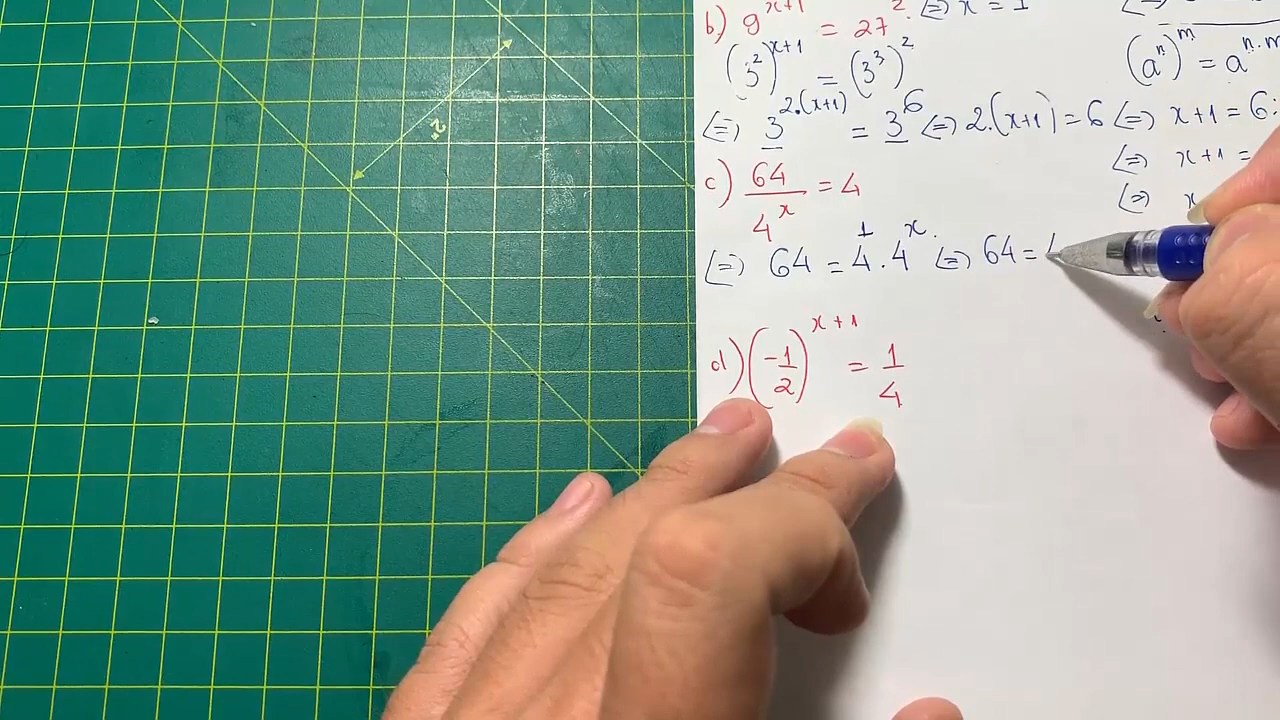 b) 9^{x+1} = 27^2 ⇔ x = 1
(3^2)^{x+1} = (3^3)^2
(a^n)^m = a^{n.m}
⇔ 3^{2.(x+1)} = 3^6 ⇔ 2.(x+1) = 6 ⇔ x+1 = 6:
⇔ x+1 =
⇔ x
c) 64/4^x = 4
⇔ 64 = 4^1 . 4^x ⇔ 64 =
d) (-1/2)^{x+1} = 1/4
2"